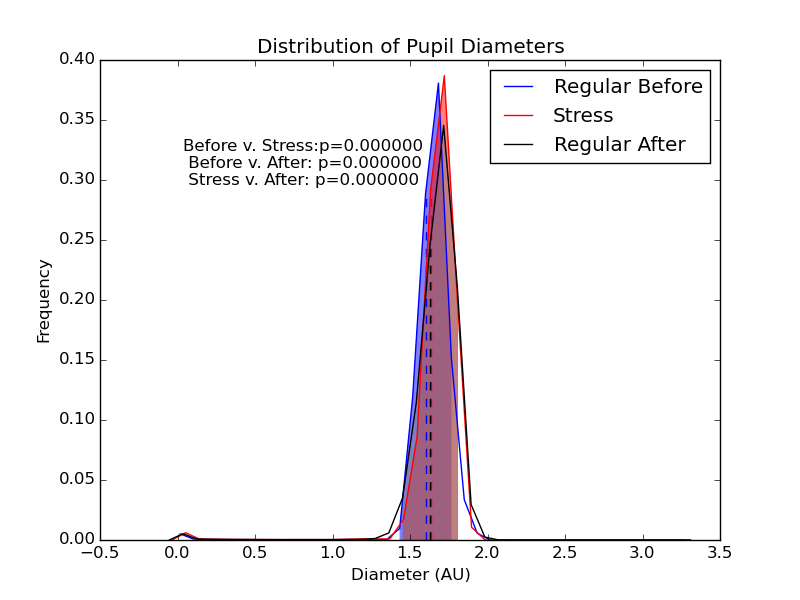 Distribution of Pupil Diameters
0.40
0.35
0.30
0.25
0.20
0.15
0.10
0.05
0.00
Frequency
Before v. Stress:p=0.000000
Before v. After: p=0.000000
Stress v. After: p=0.000000
Regular Before
Stress
Regular After
−0.5 0.0 0.5 1.0 1.5 2.0 2.5 3.0 3.5
Diameter (AU)